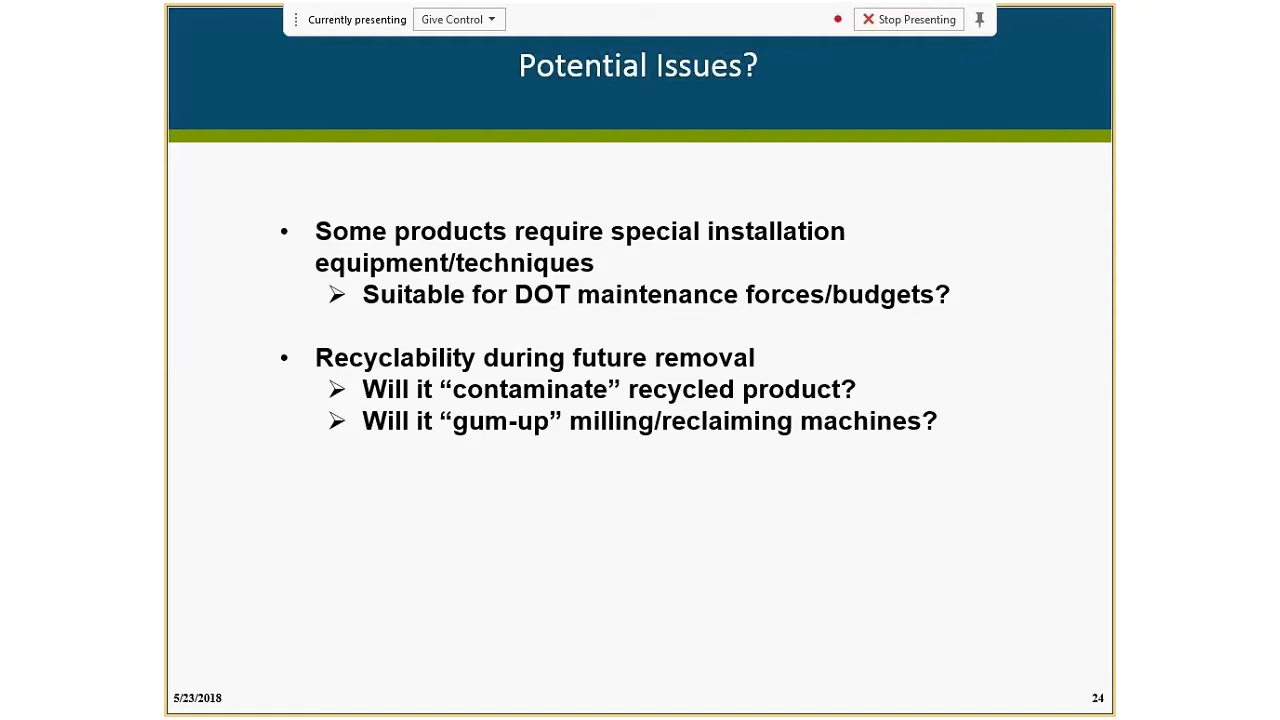 Currently presenting Give Control Stop Presenting
Potential Issues?
• Some products require special installation
equipment/techniques
➢ Suitable for DOT maintenance forces/budgets?
• Recyclability during future removal
➢ Will it “contaminate” recycled product?
➢ Will it “gum-up” milling/reclaiming machines?
5/23/2018 24